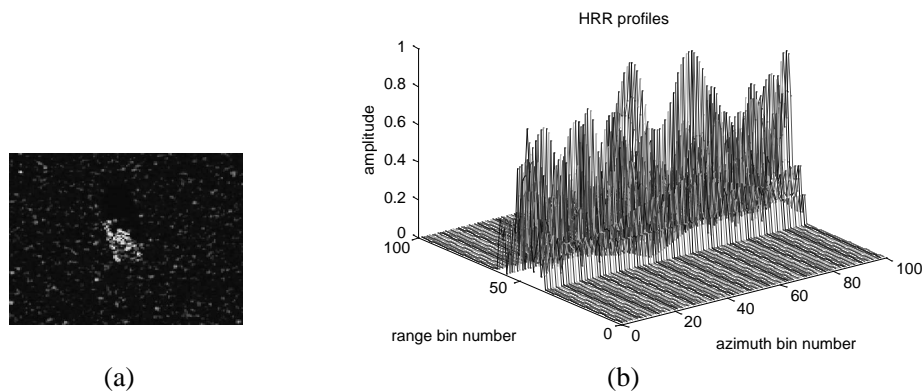 HRR profiles
1
0.8
0.6
0.4
0.2
0
amplitude
100
50
0
range bin number
0
20
40
60
80
100
azimuth bin number
(a)
(b)